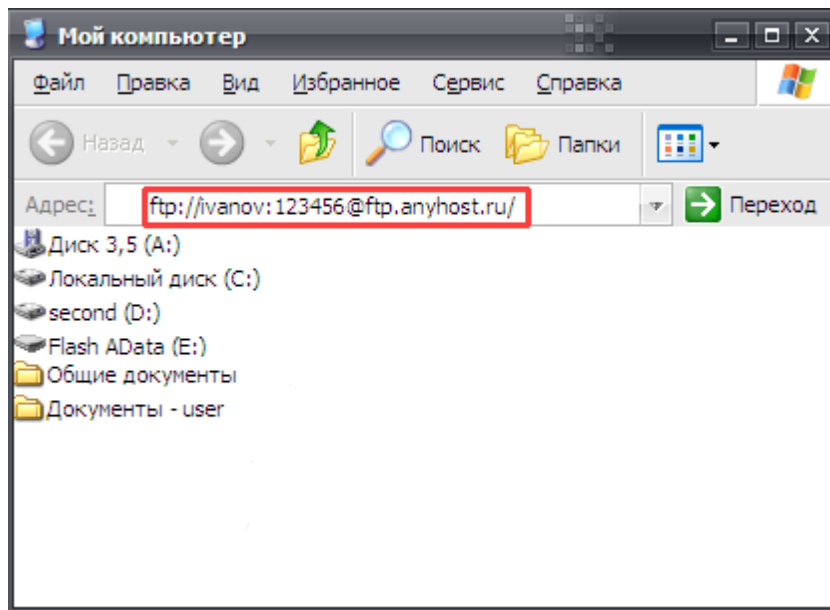 Мой компьютер
Файл Правка Вид Избранное Сервис Справка
Назад Поиск Папки
Адрес: ftp://ivanov:123456@ftp.anyhost.ru/ Переход
Диск 3,5 (A:)
Локальный диск (C:)
second (D:)
Flash AData (E:)
Общие документы
Документы - user